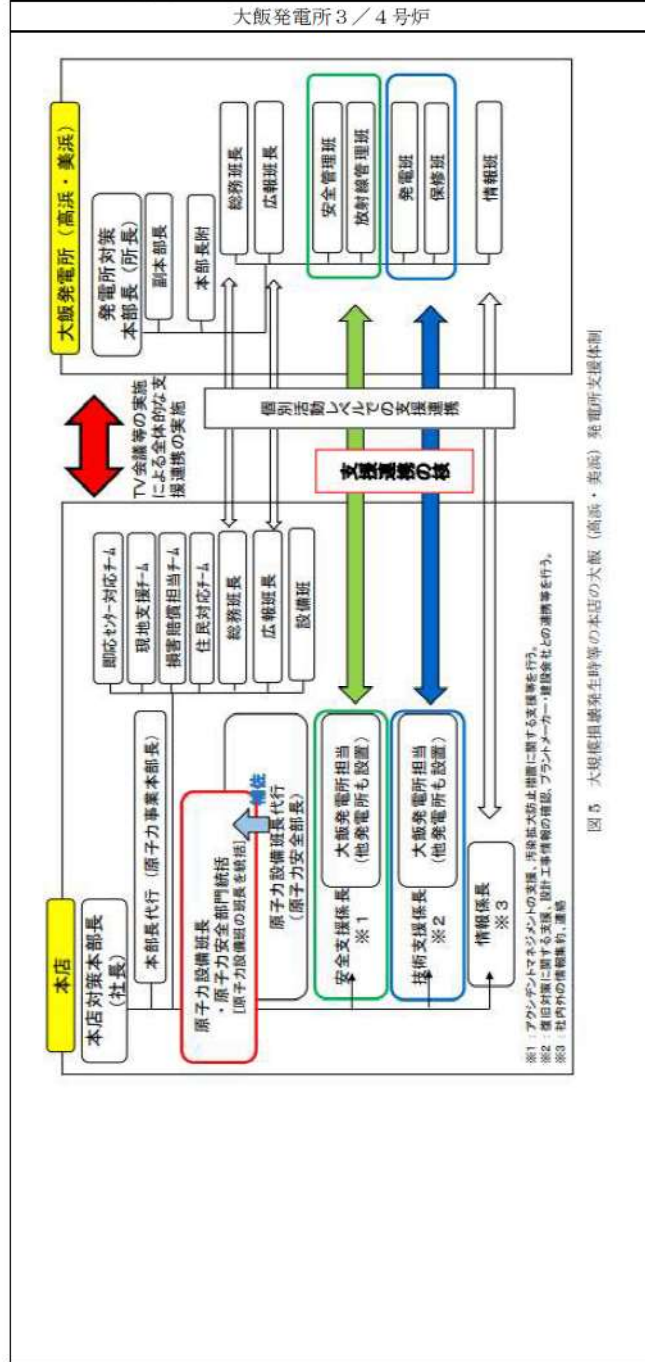 大飯発電所３／４号炉
本店
本店対策本部長
(社長)
本部長代行(原子力事業本部長)
原子力設備班長
・原子力安全部門統括
[原子力設備班の班長を統括]
補佐
原子力設備班長代行
(原子力安全部長)
安全支援係長
※1
大飯発電所担当
(他発電所も設置)
技術支援係長
※2
大飯発電所担当
(他発電所も設置)
情報係長
※3
即応センター対応チーム
現地支援チーム
損害賠償担当チーム
住民対応チーム
総務班長
広報班長
設備班
TV会議等の実施
による全体的な支
援連携の実施
個別活動レベルでの支援連携
支援連携の核
大飯発電所(高浜・美浜)
発電所対策
本部長(所長)
副本部長
本部長附
総務班長
広報班長
安全管理班
放射線管理班
発電班
保修班
情報班
※1：アクシデントマネジメントの支援、汚染拡大防止措置に関する支援等を行う。
※2：復旧対策に関する支援、設計工事情報の確認、プラントメーカー・建設会社との連携等を行う。
※3：社内外の情報集約、連絡
図5 大規模損壊発生時等の本店の大飯(高浜・美浜)発電所支援体制